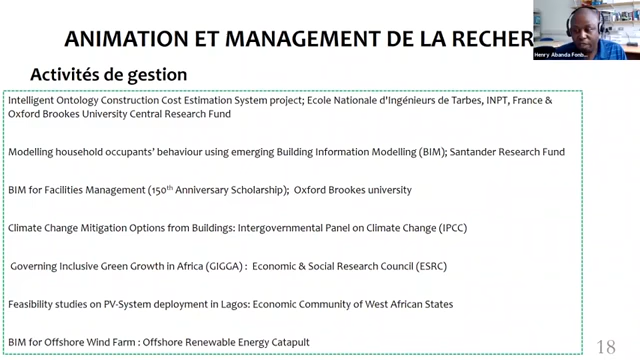 ANIMATION ET MANAGEMENT DE LA RECHER
Henry Abanda Fonb...
Activités de gestion
Intelligent Ontology Construction Cost Estimation System project; Ecole Nationale d'Ingénieurs de Tarbes, INPT, France &
Oxford Brookes University Central Research Fund
Modelling household occupants' behaviour using emerging Building Information Modelling (BIM); Santander Research Fund
BIM for Facilities Management (150th Anniversary Scholarship); Oxford Brookes university
Climate Change Mitigation Options from Buildings: Intergovernmental Panel on Climate Change (IPCC)
Governing Inclusive Green Growth in Africa (GIGGA) : Economic & Social Research Council (ESRC)
Feasibility studies on PV-System deployment in Lagos: Economic Community of West African States
BIM for Offshore Wind Farm : Offshore Renewable Energy Catapult
18